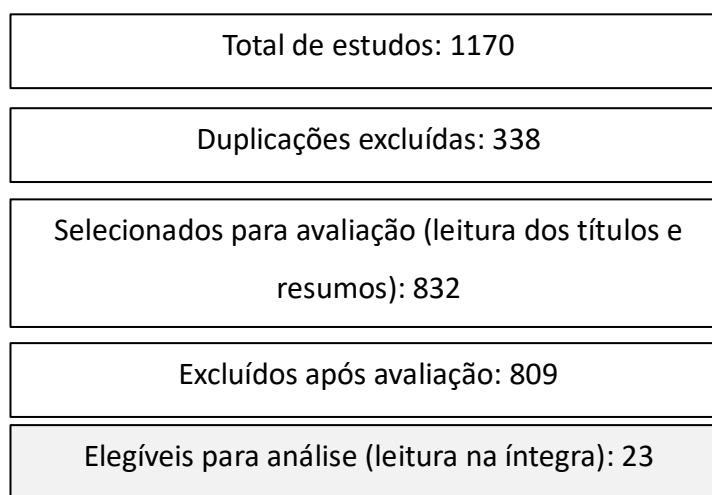 Total de estudos: 1170
Duplicações excluídas: 338
Selecionados para avaliação (leitura dos títulos e
resumos): 832
Excluídos após avaliação: 809
Elegíveis para análise (leitura na íntegra): 23